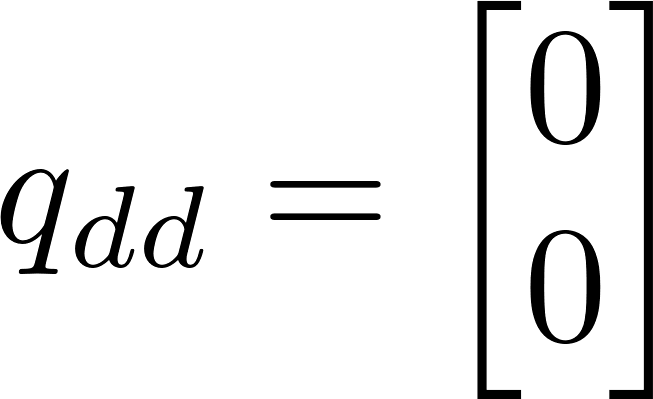 $q_{dd} = \begin{bmatrix} 0 \\ 0 \end{bmatrix}$